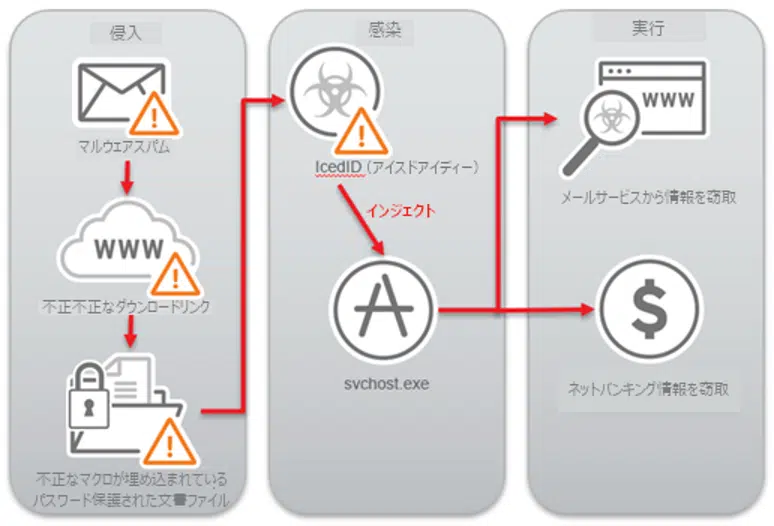 侵入
マルウェアスパム
WWW
不正不正なダウンロードリンク
不正なマクロが埋め込まれている
パスワード保護された文書ファイル
感染
IcedID（アイスドアイディー）
インジェクト
svchost.exe
実行
WWW
メールサービスから情報を窃取
$
ネットバンキング情報を窃取